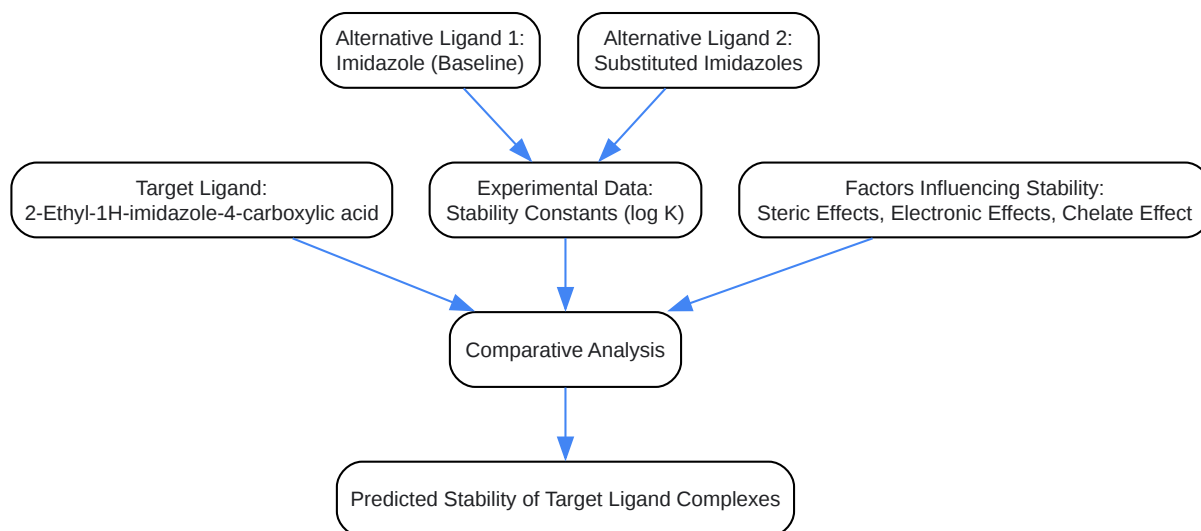 Alternative Ligand 1:
Imidazole (Baseline)
Alternative Ligand 2:
Substituted Imidazoles
Target Ligand:
2-Ethyl-1H-imidazole-4-carboxylic acid
Experimental Data:
Stability Constants (log K)
Factors Influencing Stability:
Steric Effects, Electronic Effects, Chelate Effect
Comparative Analysis
Predicted Stability of Target Ligand Complexes